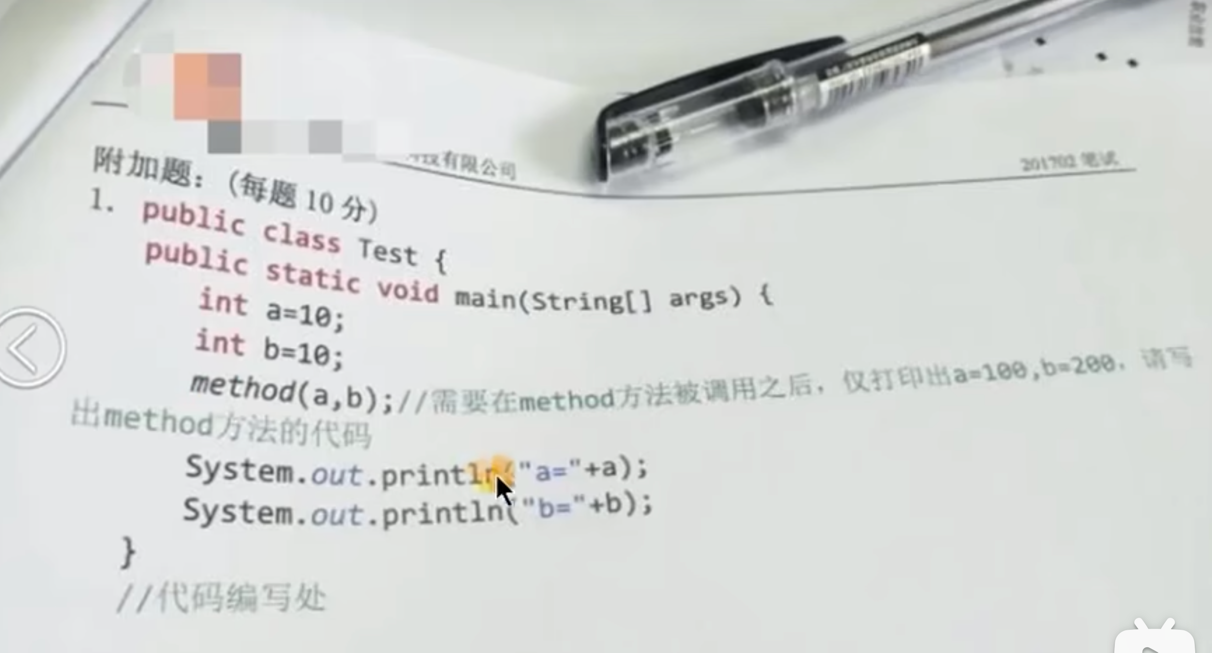 技有限公司
201702 笔试
附加题：（每题 10 分）
1. public class Test {
public static void main(String[] args) {
int a=10;
int b=10;
method(a,b);//需要在method方法被调用之后，仅打印出a=100,b=200，请写
出method方法的代码
System.out.println("a="+a);
System.out.println("b="+b);
}
//代码编写处